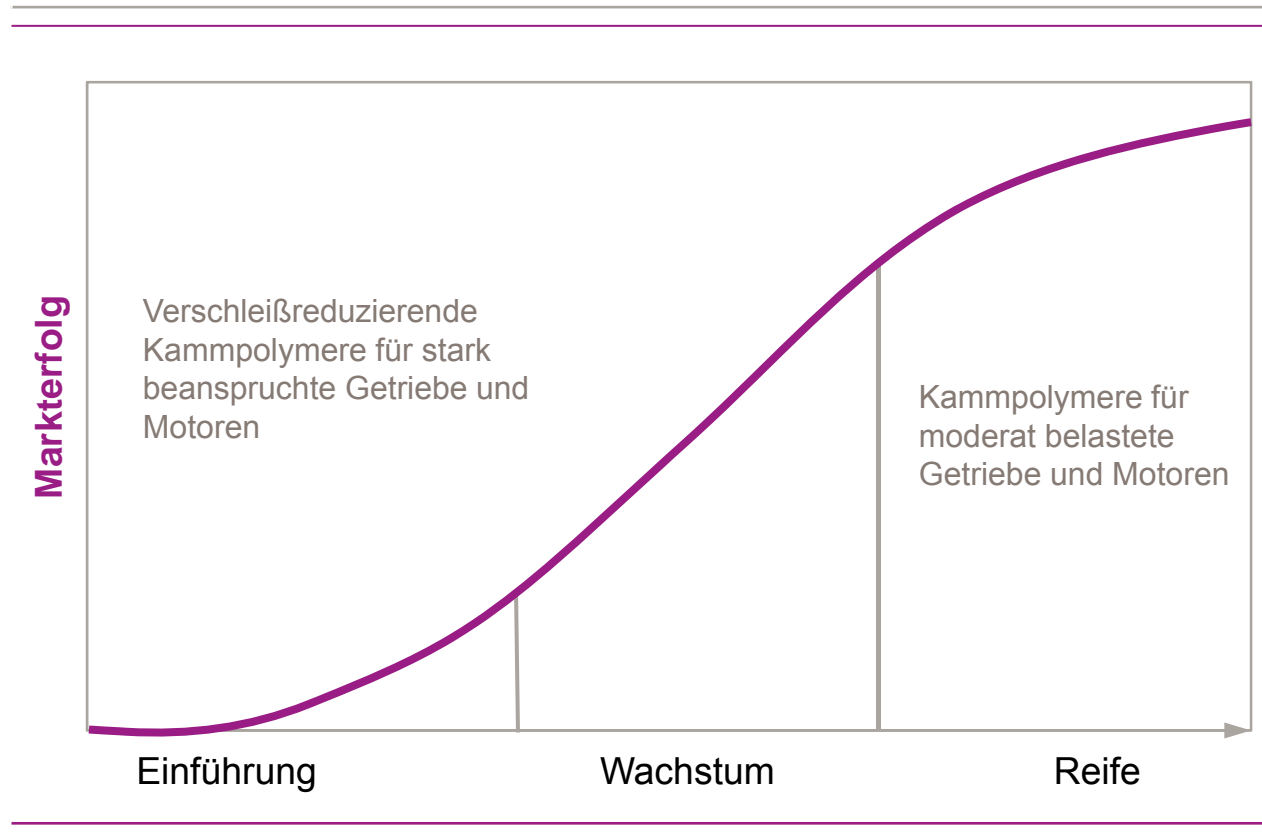 Markterfolg
Verschleißreduzierende
Kammpolymere für stark
beanspruchte Getriebe und
Motoren
Kammpolymere für
moderat belastete
Getriebe und Motoren
Einführung
Wachstum
Reife